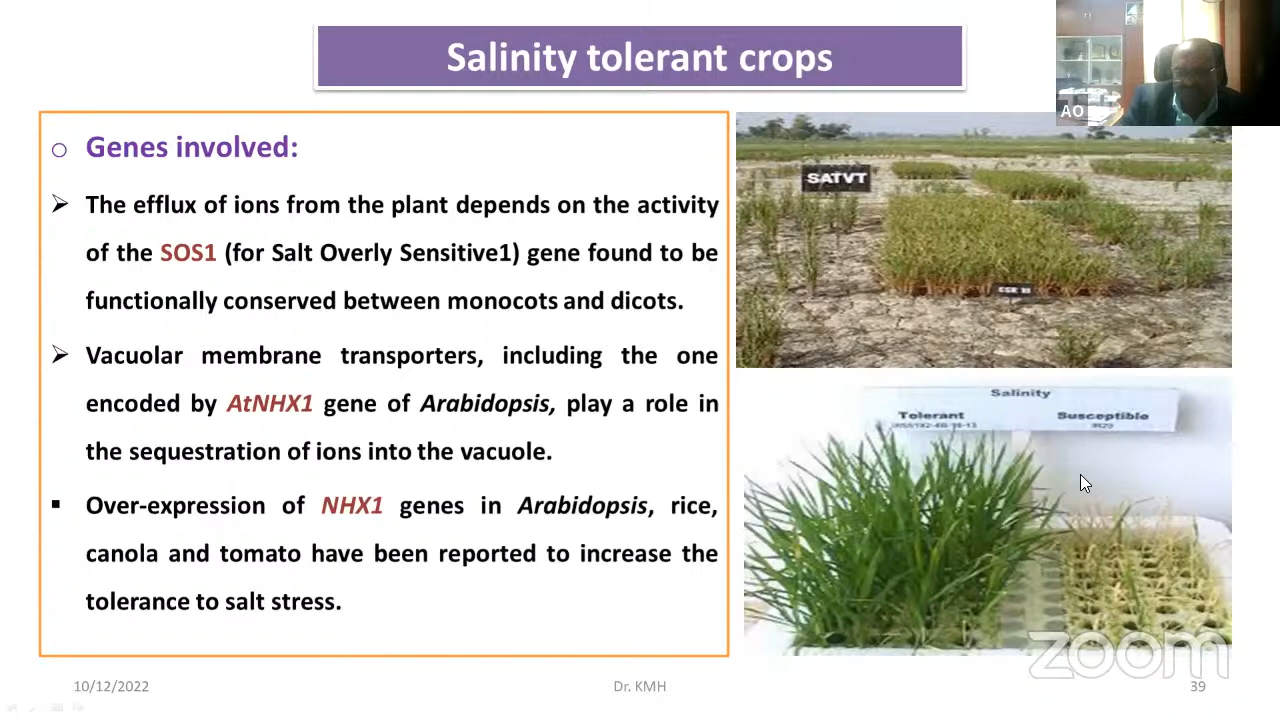 Salinity tolerant crops
AO
Genes involved:
The efflux of ions from the plant depends on the activity
of the SOS1 (for Salt Overly Sensitive1) gene found to be
functionally conserved between monocots and dicots.
Vacuolar membrane transporters, including the one
encoded by AtNHX1 gene of Arabidopsis, play a role in
the sequestration of ions into the vacuole.
Over-expression of NHX1 genes in Arabidopsis, rice,
canola and tomato have been reported to increase the
tolerance to salt stress.
SATVT
Salinity
Tolerant Susceptible
zoom
10/12/2022 Dr. KMH 39